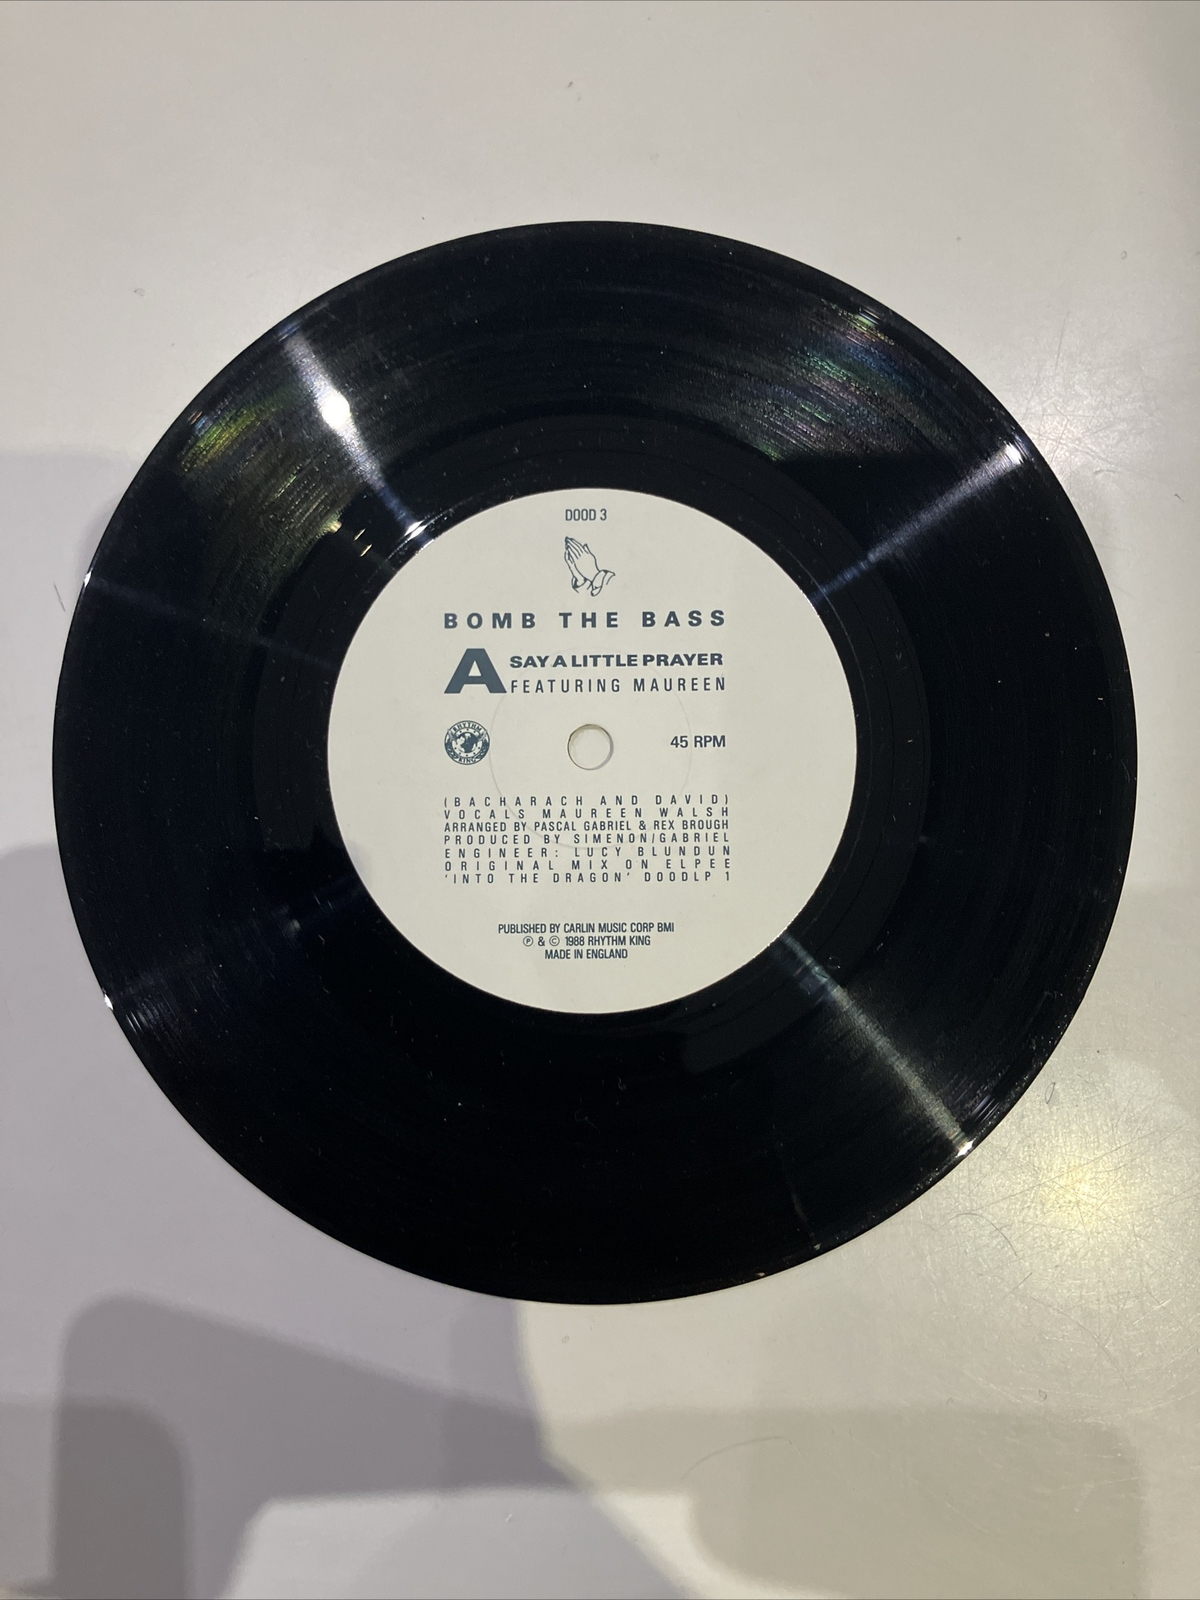 DOOD 3
BOMB THE BASS
A SAY A LITTLE PRAYER
FEATURING MAUREEN
RHYTHM KING
45 RPM
(BACHARACH AND DAVID)
VOCALS MAUREEN WALSH
ARRANGED BY PASCAL GABRIEL & REX BROUGH
PRODUCED BY SIMENON/GABRIEL
ENGINEER: LUCY BLUNDUN
ORIGINAL MIX ON ELPEE
'INTO THE DRAGON' DOODLP 1
PUBLISHED BY CARLIN MUSIC CORP BMI
Ⓟ & © 1988 RHYTHM KING
MADE IN ENGLAND